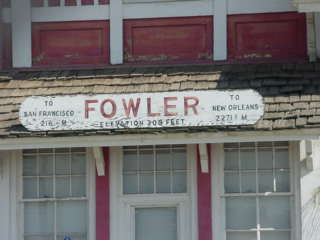 TO
SAN FRANCISCO
216 - M
FOWLER
ELEVATION 308 FEET
TO
NEW ORLEANS
2271 M